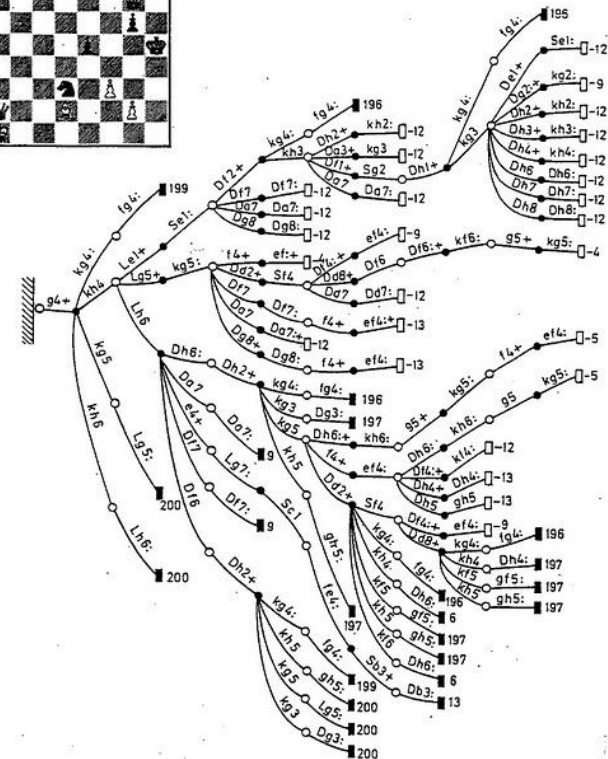 fg4: 195
kg4: De1+ Se1: -12
Dg2:+ kg2: -9
kg3 Dh2+ kh2: -12
Dh3+ kh3: -12
Dh4+ kh4: -12
Dh6 Dh6: -12
Dh7 Dh7: -12
Dh8 Dh8: -12
kg4: fg4: 196
Df2+ kh3 Dh2+ kh2: -12
Da3+ kg3 -12
Df1+ Sg2 Dh1+
Da7 Da7: -12
kg4: fg4: 199
Se1: Df7 Df7: -12
Da7 Da7: -12
Dg8 Dg8: -12
g4+ kh4 Le1+
Lg5+ kg5: f4+ ef:+ -4
Dd2+ Sf4 Df4:+ ef4: -9
Dd8+ Df6 Df6:+ kf6: g5+ kg5: -4
Dd7 Dd7: -12
Df7 Df7: f4+ ef4:+ -13
Da7 Da7:+ -12
Dg8+ Dg8: f4+ ef4: -13
Lh6 Dh6: Dh2+ kg4: fg4: 196
kg3 Dg3: 197
kg5 Dh6:+ kh6: g5+ kg5: f4+ ef4: -5
f4+ ef4: Dh6: kh6: g5 kg5: -5
Df4:+ kf4: -12
Dh4+ Dh4: -13
Dh5 gh5 -13
Dd2+ Sf4 Df4:+ ef4: -9
Dd8+ kg4: fg4: 196
kh4 Dh4: 197
kf5 gf5: 197
kh5 gh5: 197
kg4: fg4: 196
kh4 Dh6: 6
kf5 gf5: 197
kh5 gh5: 197
kf6 Dh6: 6
kh5 gh5: 197
Da7 Da7: 9
e4+ Lg7: Sc1 fe4: Sb3+ Db3: 13
Df7 Df7: 9
Df6 Dh2+ kg4: fg4: 199
kh5 gh5: 200
kg5 Lg5: 200
kg3 Dg3: 200
kg5 Lg5: 200
kh6 Lh6: 200